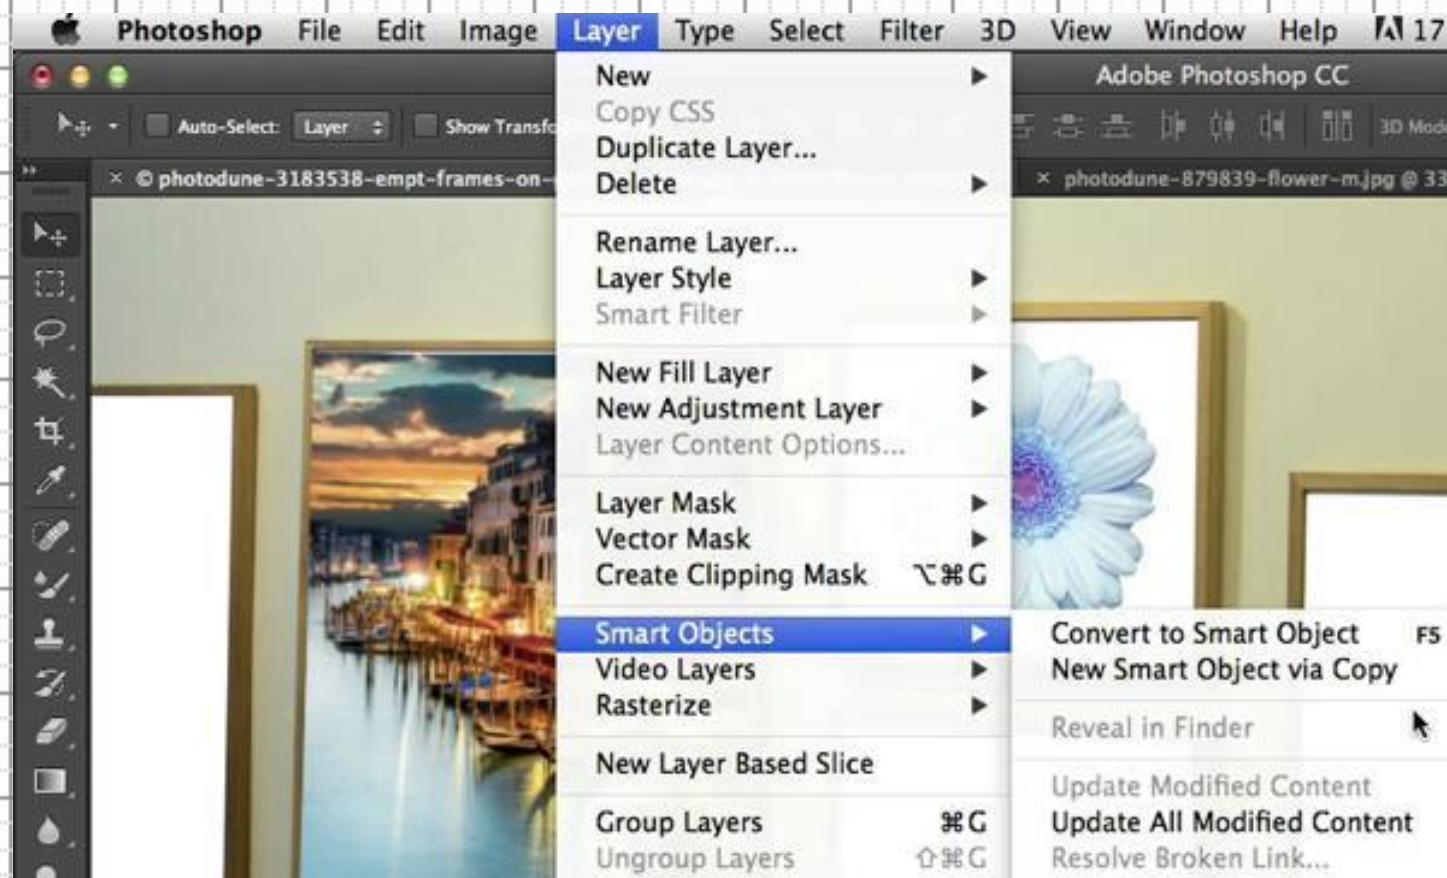 Photoshop File Edit Image Layer Type Select Filter 3D View Window Help 17
Adobe Photoshop CC
Auto-Select: Layer Show Transfo 3D Mod
× © photodune-3183538-empt-frames-on- × photodune-879839-flower-m.jpg @ 33
New
Copy CSS
Duplicate Layer...
Delete
Rename Layer...
Layer Style
Smart Filter
New Fill Layer
New Adjustment Layer
Layer Content Options...
Layer Mask
Vector Mask
Create Clipping Mask ⌥⌘G
Smart Objects
Video Layers
Rasterize
New Layer Based Slice
Group Layers ⌘G
Ungroup Layers ⇧⌘G
Convert to Smart Object F5
New Smart Object via Copy
Reveal in Finder
Update Modified Content
Update All Modified Content
Resolve Broken Link...